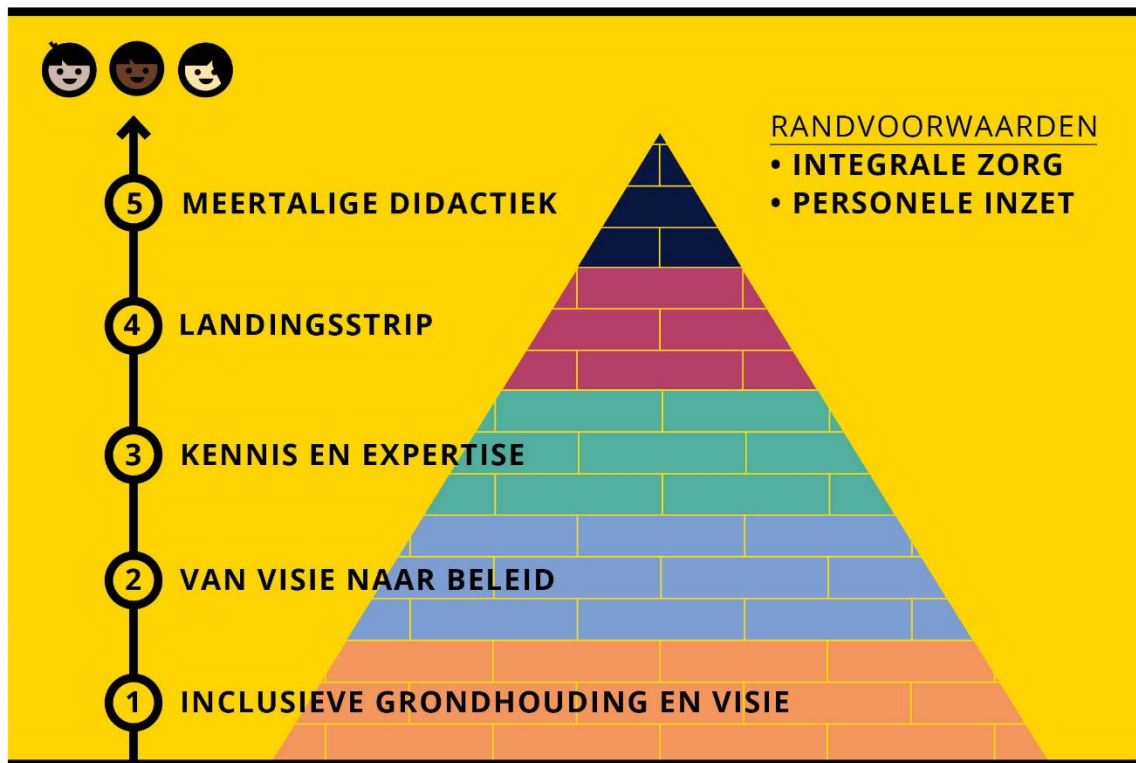 RANDVOORWAARDEN
• INTEGRALE ZORG
• PERSONELE INZET
5 MEERTALIGE DIDACTIEK
4 LANDINGSSTRIP
3 KENNIS EN EXPERTISE
2 VAN VISIE NAAR BELEID
1 INCLUSIEVE GRONDHOUDING EN VISIE